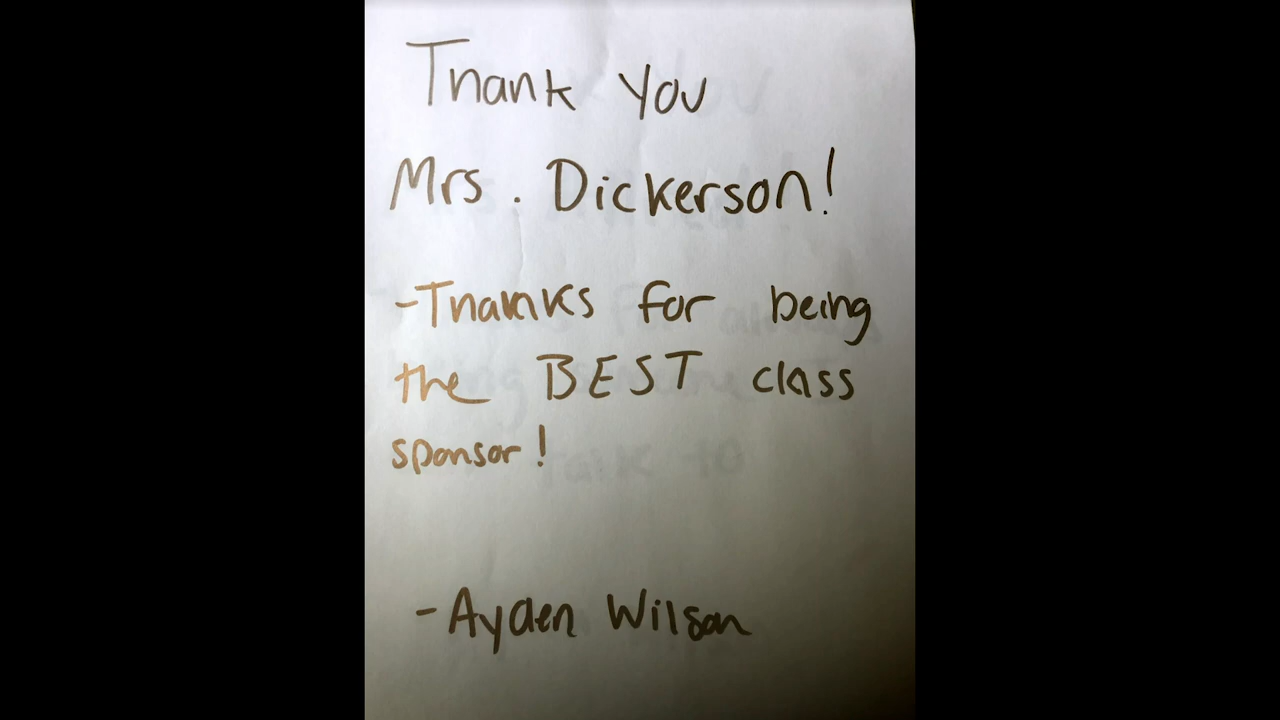 Thank you
Mrs. Dickerson!
-Thanks for being
the BEST class
sponsor!
-Ayden Wilson